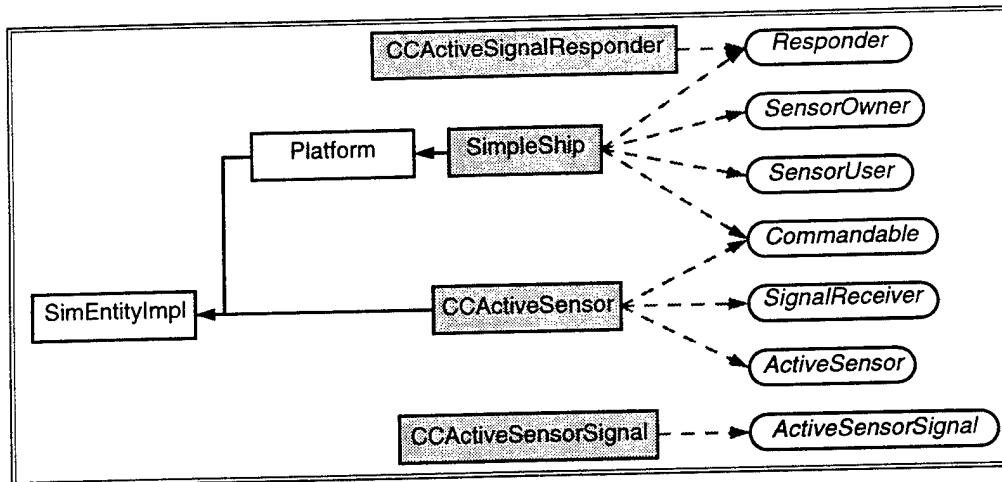 CCActiveSignalResponder
Responder
SensorOwner
Platform
SimpleShip
SensorUser
Commandable
SimEntityImpl
CCActiveSensor
SignalReceiver
ActiveSensor
CCActiveSensorSignal
ActiveSensorSignal